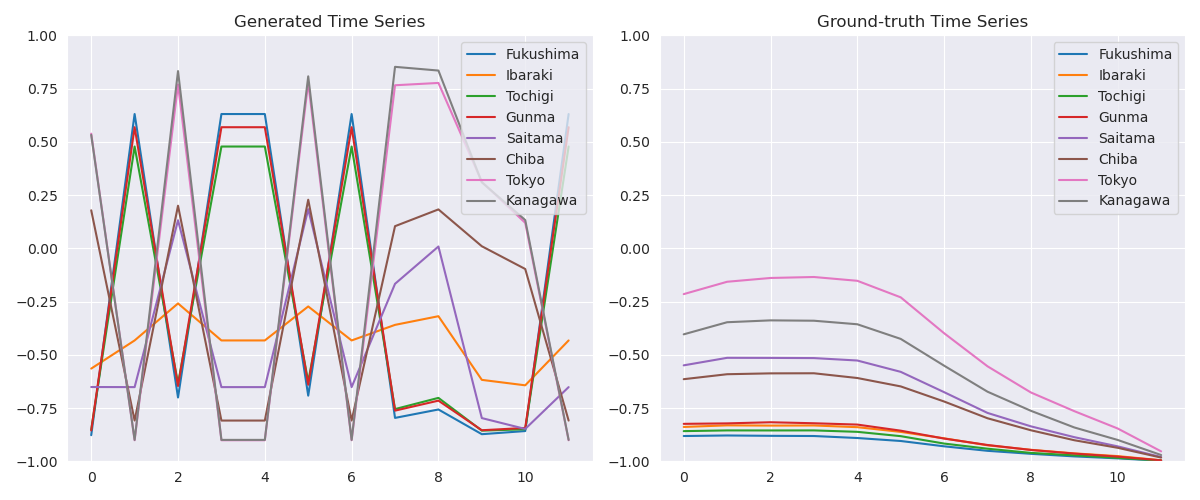 Generated Time Series
1.00
0.75
0.50
0.25
0.00
−0.25
−0.50
−0.75
−1.00
0
2
4
6
8
10
Fukushima
Ibaraki
Tochigi
Gunma
Saitama
Chiba
Tokyo
Kanagawa
Ground-truth Time Series
1.00
0.75
0.50
0.25
0.00
−0.25
−0.50
−0.75
−1.00
0
2
4
6
8
10
Fukushima
Ibaraki
Tochigi
Gunma
Saitama
Chiba
Tokyo
Kanagawa